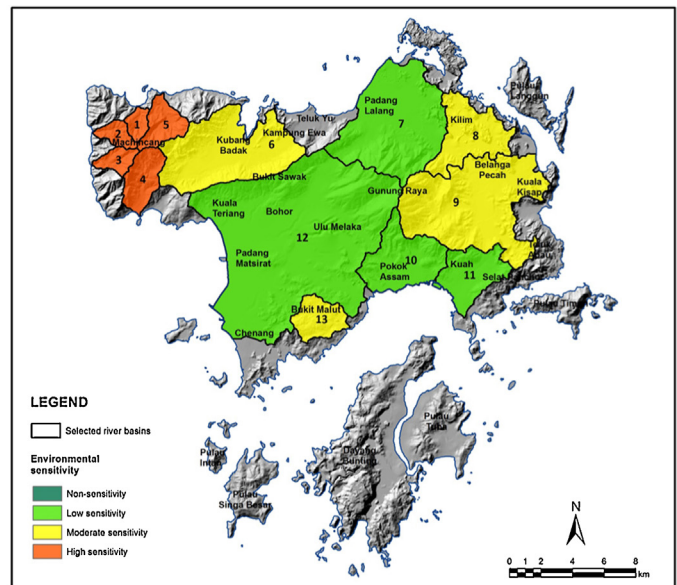 Pulau
Langgun
Padang
Lalang
7
Teluk Yu
Kilim
8
1
5
2
Machincang
3
4
Kubang
Badak
Kampung Ewa
6
Belanga
Pecah
Bukit Sawak
Gunung Raya
Kuala
Kisap
9
Kuala
Teriang
Bohor
Ulu Melaka
12
Padang
Matsirat
10
Pokok
Assam
Kuah
11
Selat
Bukit Malut
13
Chenang
Pulau Timun
Pulau
Tuba
Dayang
Bunting
Pulau
Intan
Pulau
Singa Besar
LEGEND
Selected river basins
Environmental
sensitivity
Non-sensitivity
Low sensitivity
Moderate sensitivity
High sensitivity
N
0 1 2 4 6 8
km